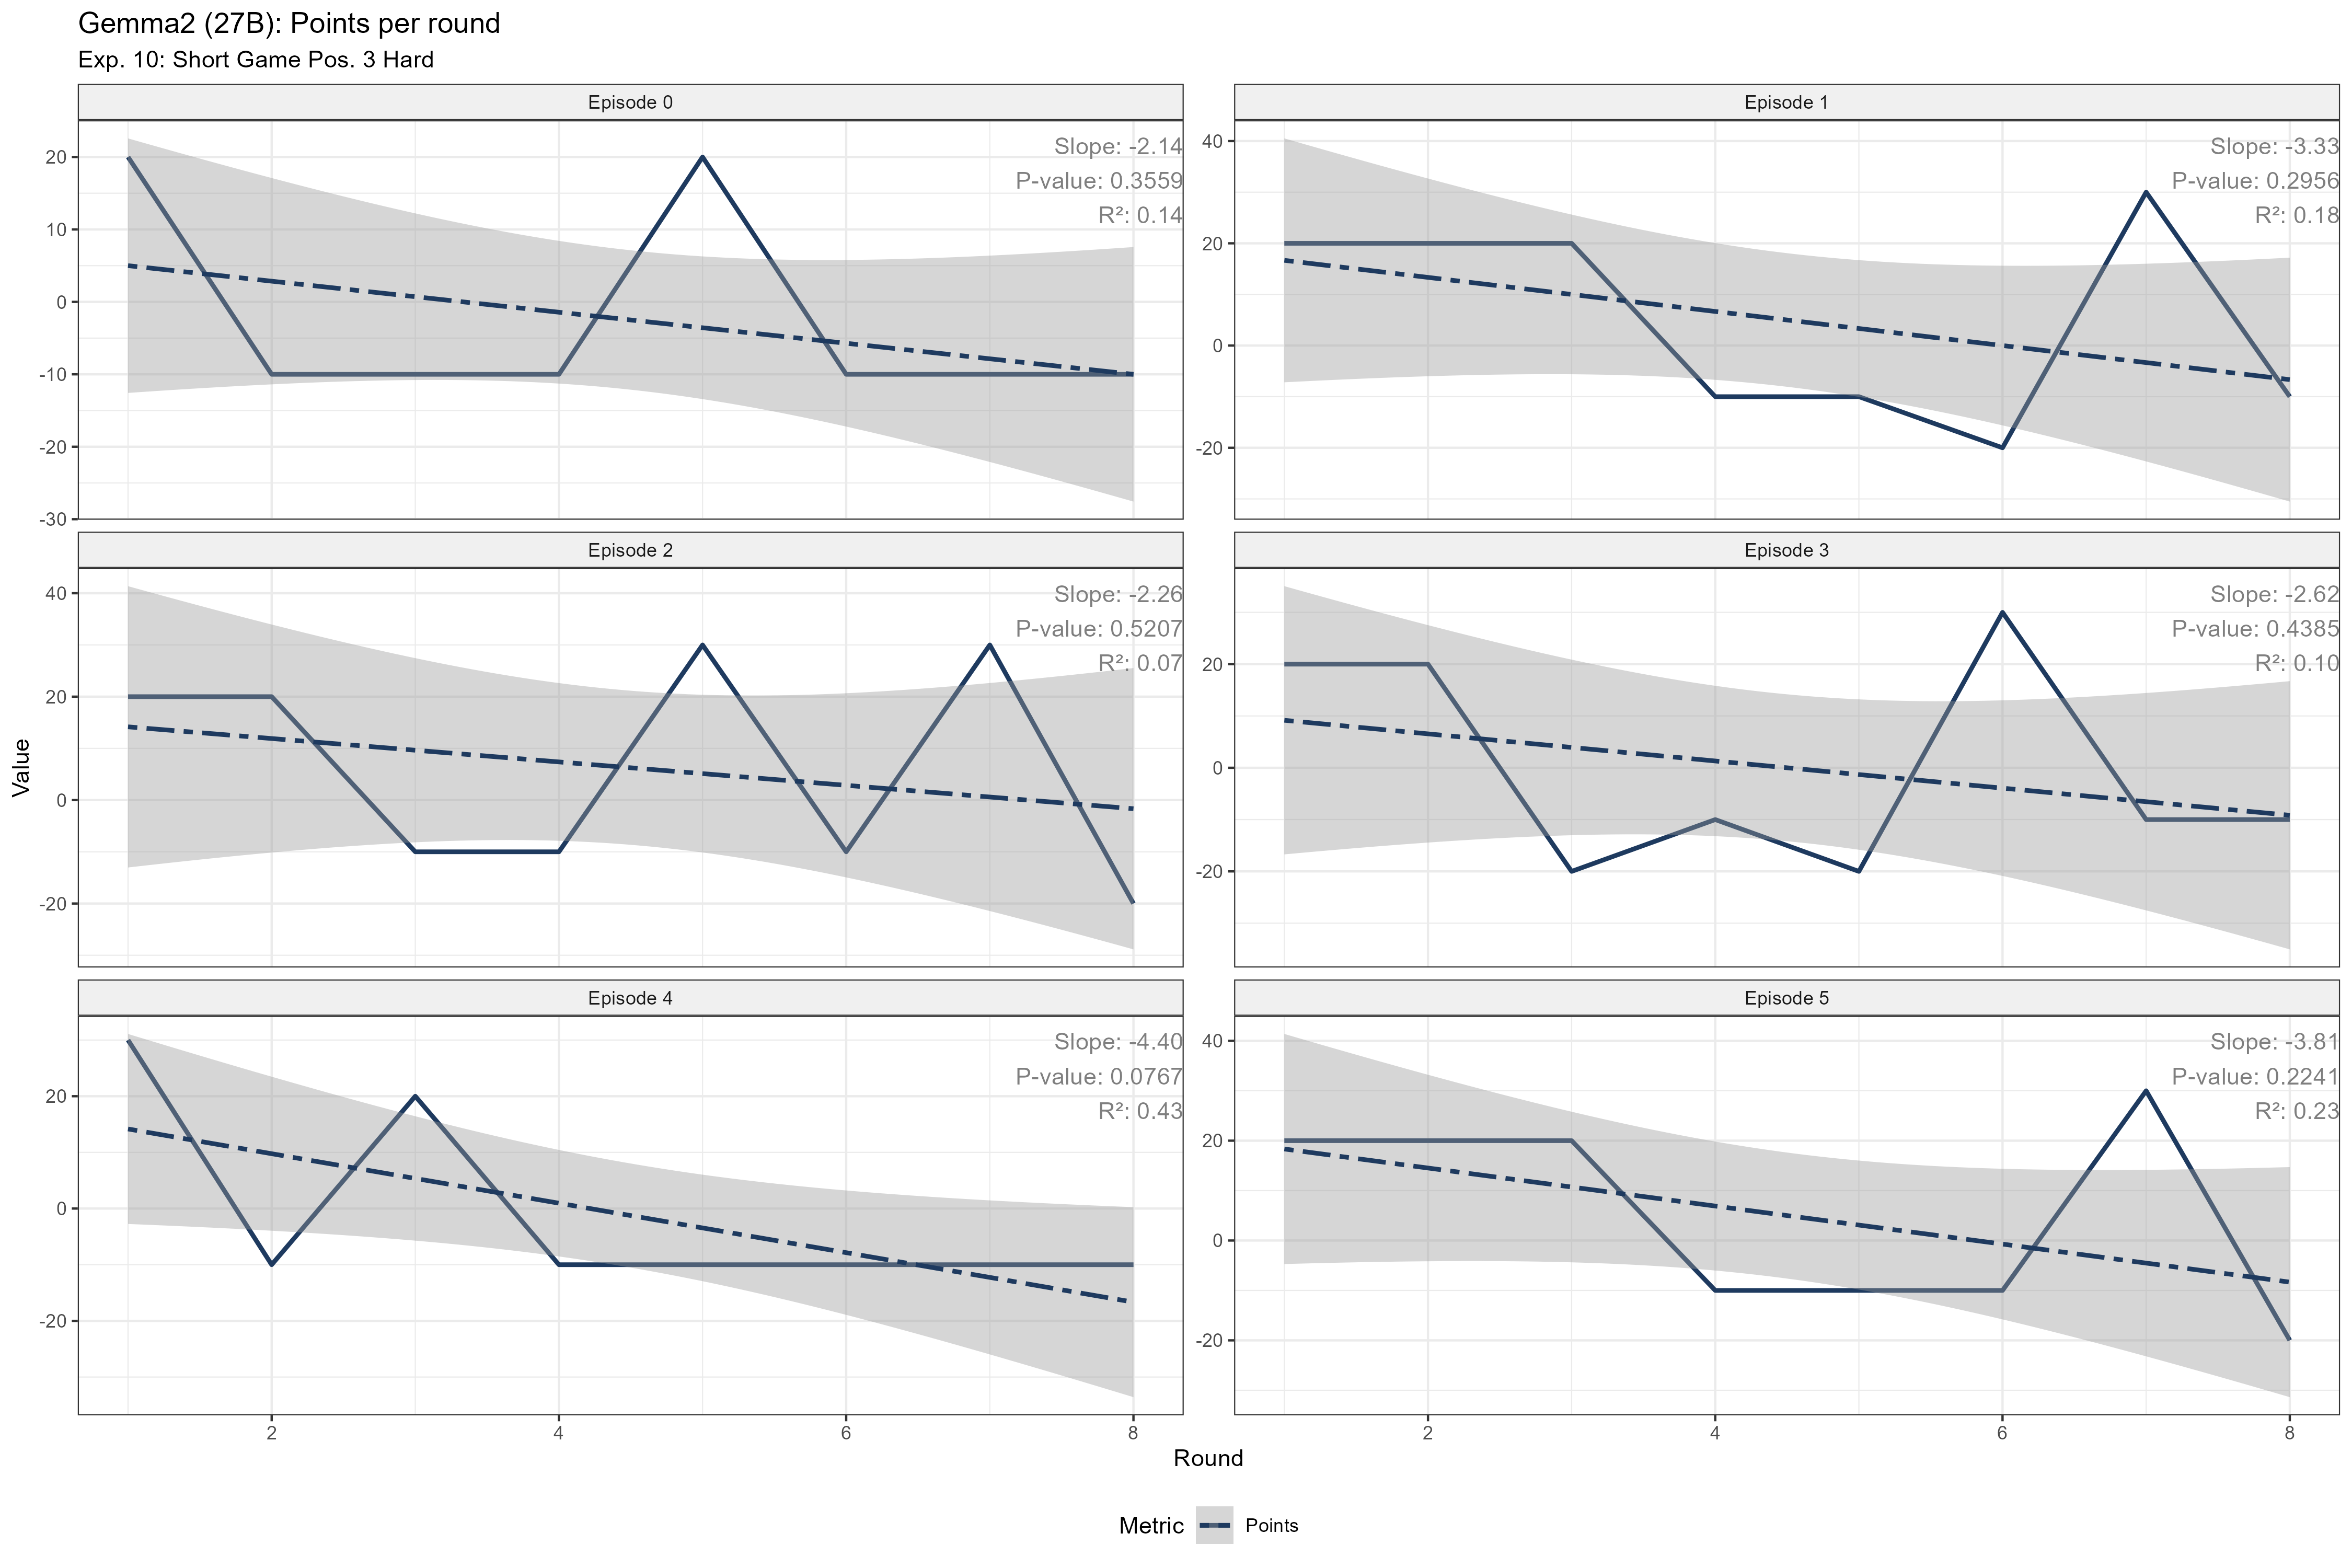 Gemma2 (27B): Points per round
Exp. 10: Short Game Pos. 3 Hard
Episode 0
20
10
0
-10
-20
-30
Slope: -2.14
P-value: 0.3559
R²: 0.14
Episode 1
40
20
0
-20
Slope: -3.33
P-value: 0.2956
R²: 0.18
Episode 2
40
20
0
-20
Slope: -2.26
P-value: 0.5207
R²: 0.07
Episode 3
20
0
-20
Slope: -2.62
P-value: 0.4385
R²: 0.10
Episode 4
20
0
-20
Slope: -4.40
P-value: 0.0767
R²: 0.43
Episode 5
40
20
0
-20
Slope: -3.81
P-value: 0.2241
R²: 0.23
Value
2 4 6 8
2 4 6 8
Round
Metric Points